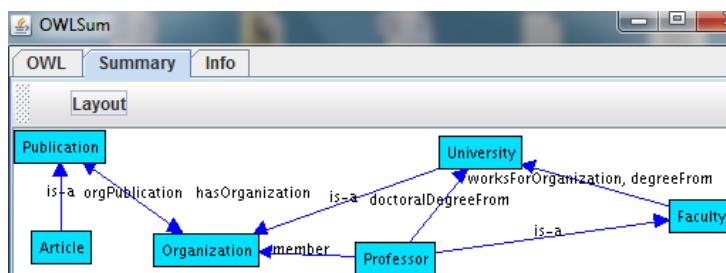 OWLSum
OWL Summary Info
Layout
Publication
University
is-a orgPublication hasOrganization is-a doctoralDegreeFrom worksForOrganization, degreeFrom
Faculty
Article Organization member Professor is-a